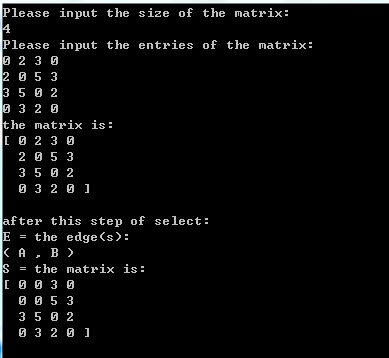 Please input the size of the matrix:
4
Please input the entries of the matrix:
0 2 3 0
2 0 5 3
3 5 0 2
0 3 2 0
the matrix is:
[ 0 2 3 0
2 0 5 3
3 5 0 2
0 3 2 0 ]
after this step of select:
E = the edge(s):
( A , B )
S = the matrix is:
[ 0 0 3 0
0 0 5 3
3 5 0 2
0 3 2 0 ]